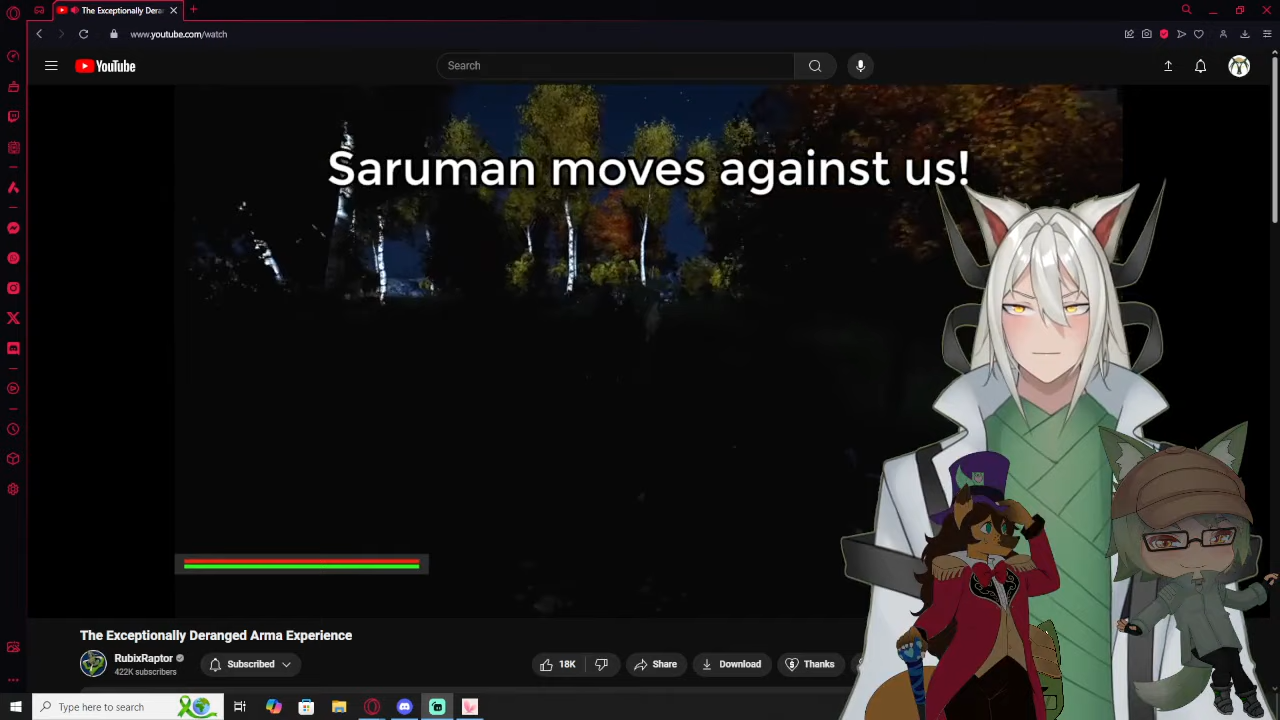 The Exceptionally Dera
www.youtube.com/watch
YouTube
Search
Saruman moves against us!
The Exceptionally Deranged Arma Experience
RubixRaptor
422K subscribers
Subscribed
18K
Share
Download
Thanks
Type here to search